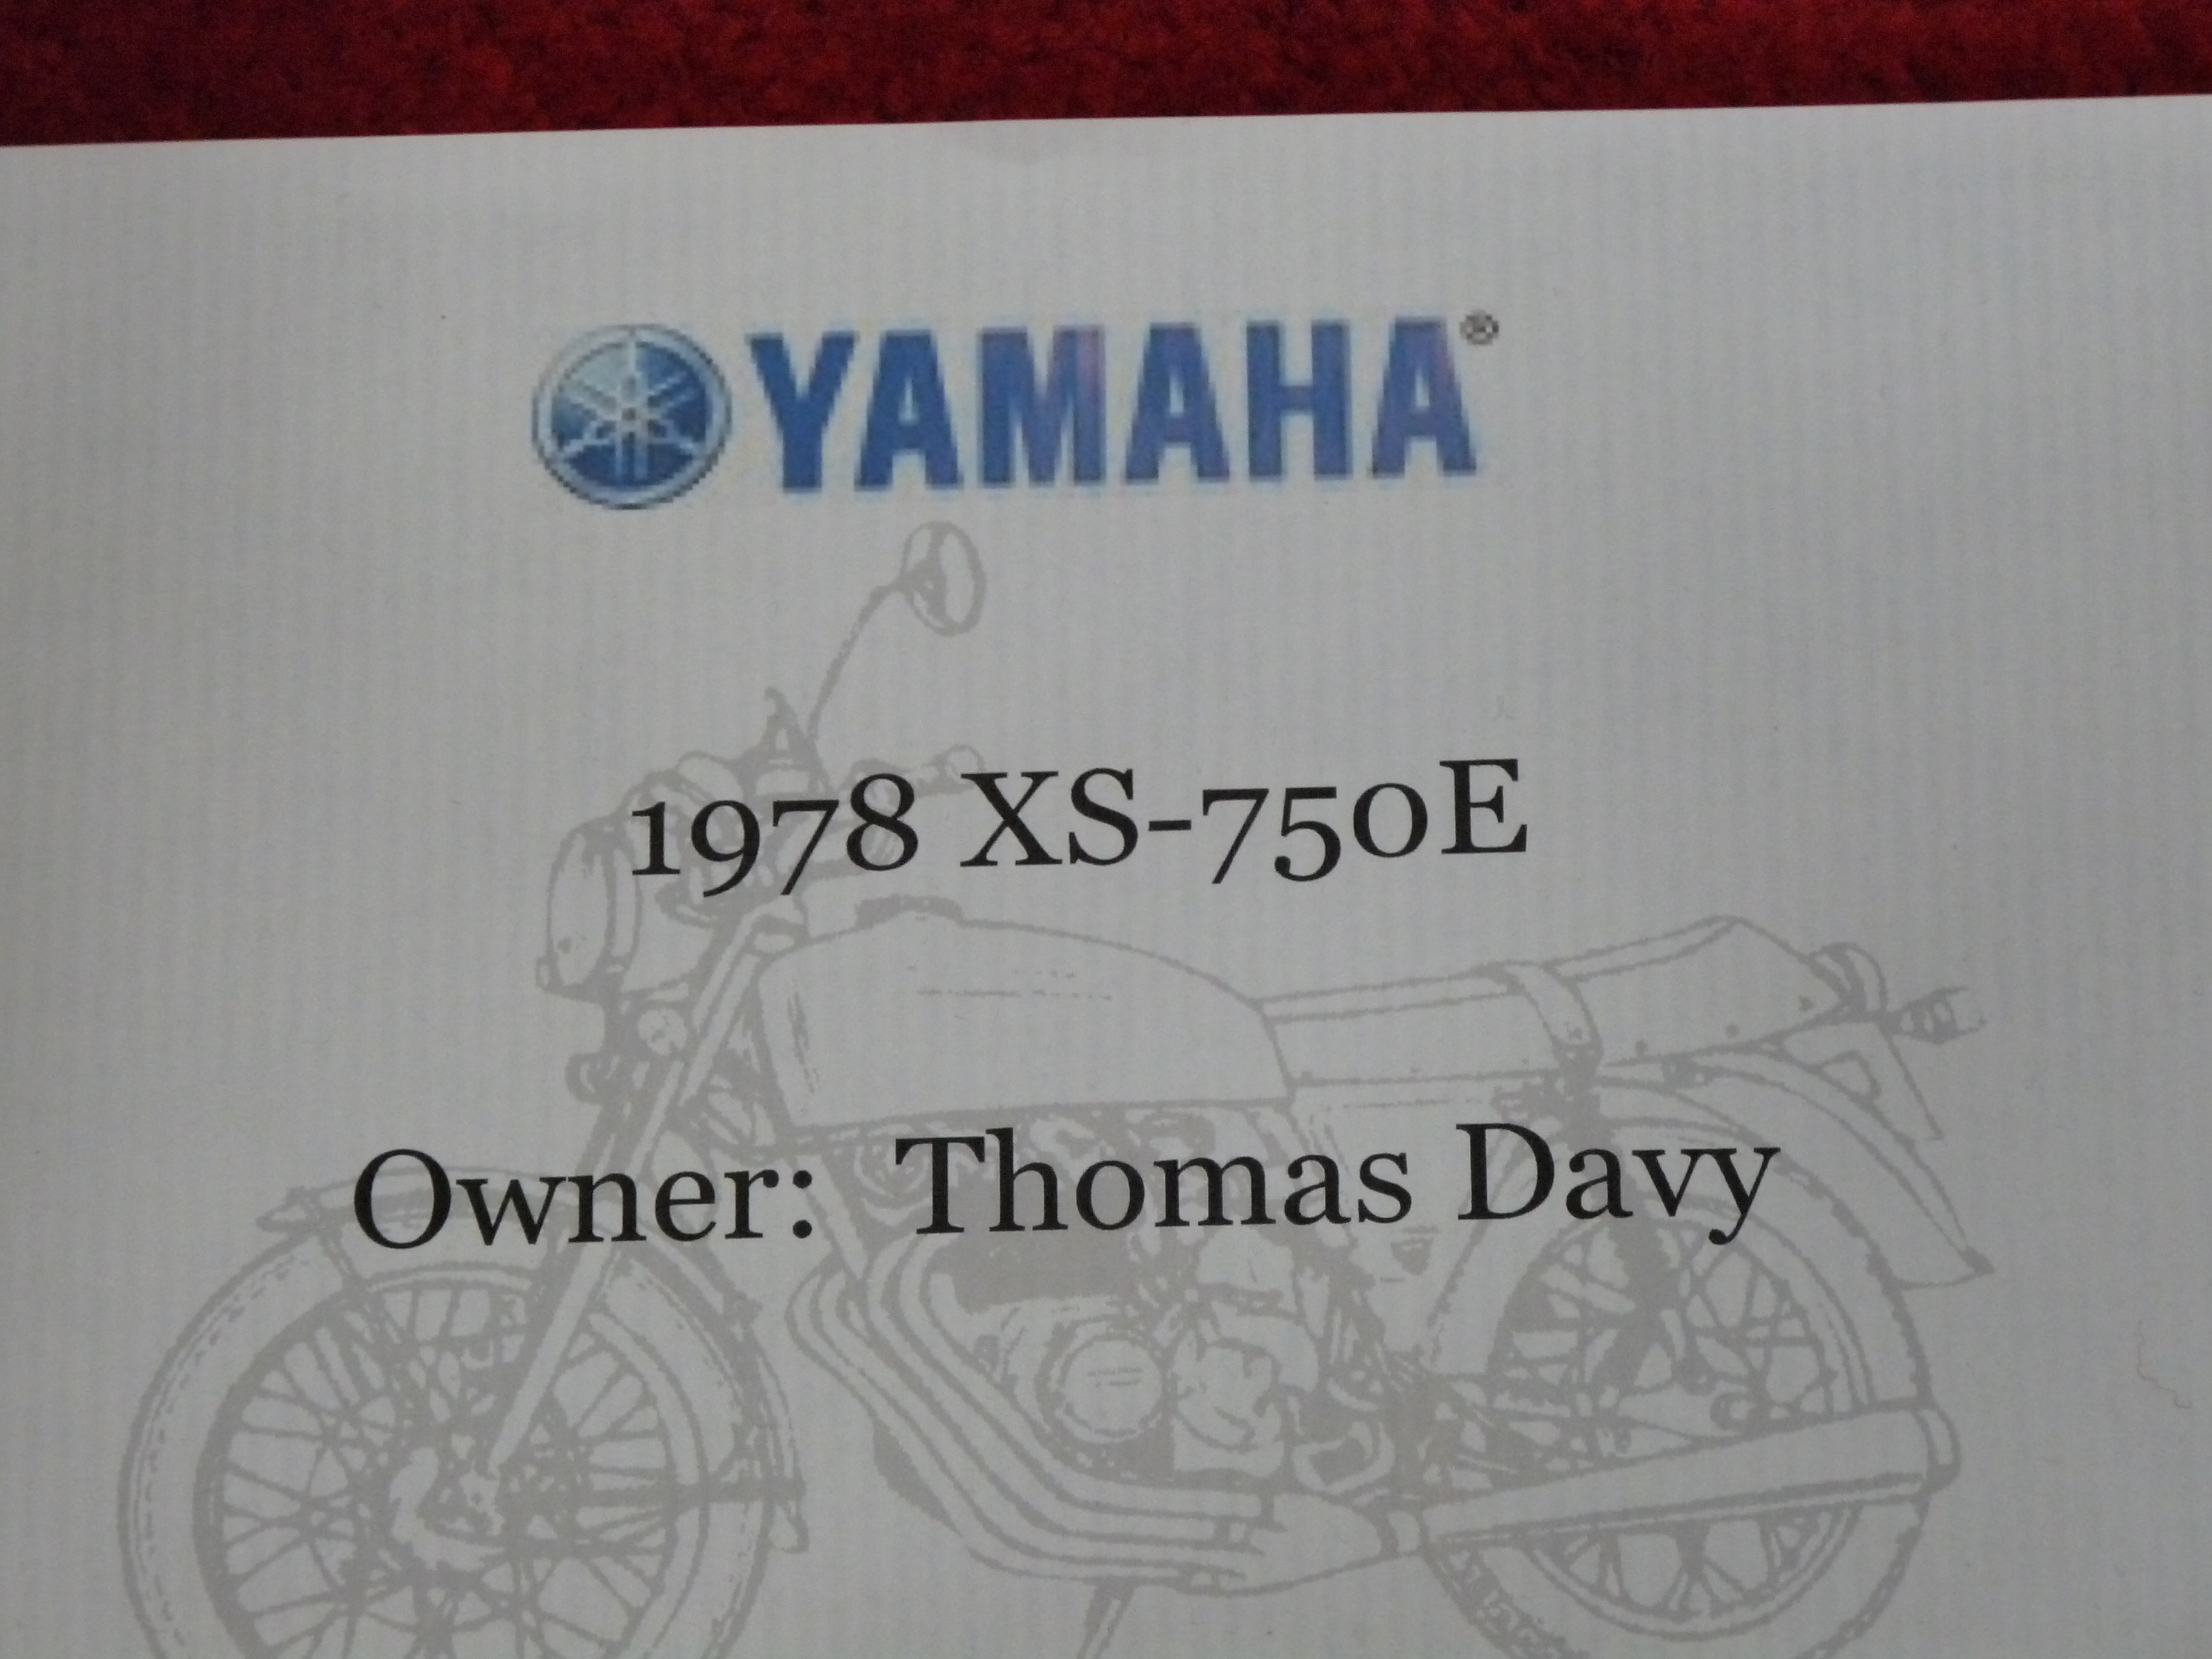 YAMAHA®
1978 XS-750E
Owner: Thomas Davy